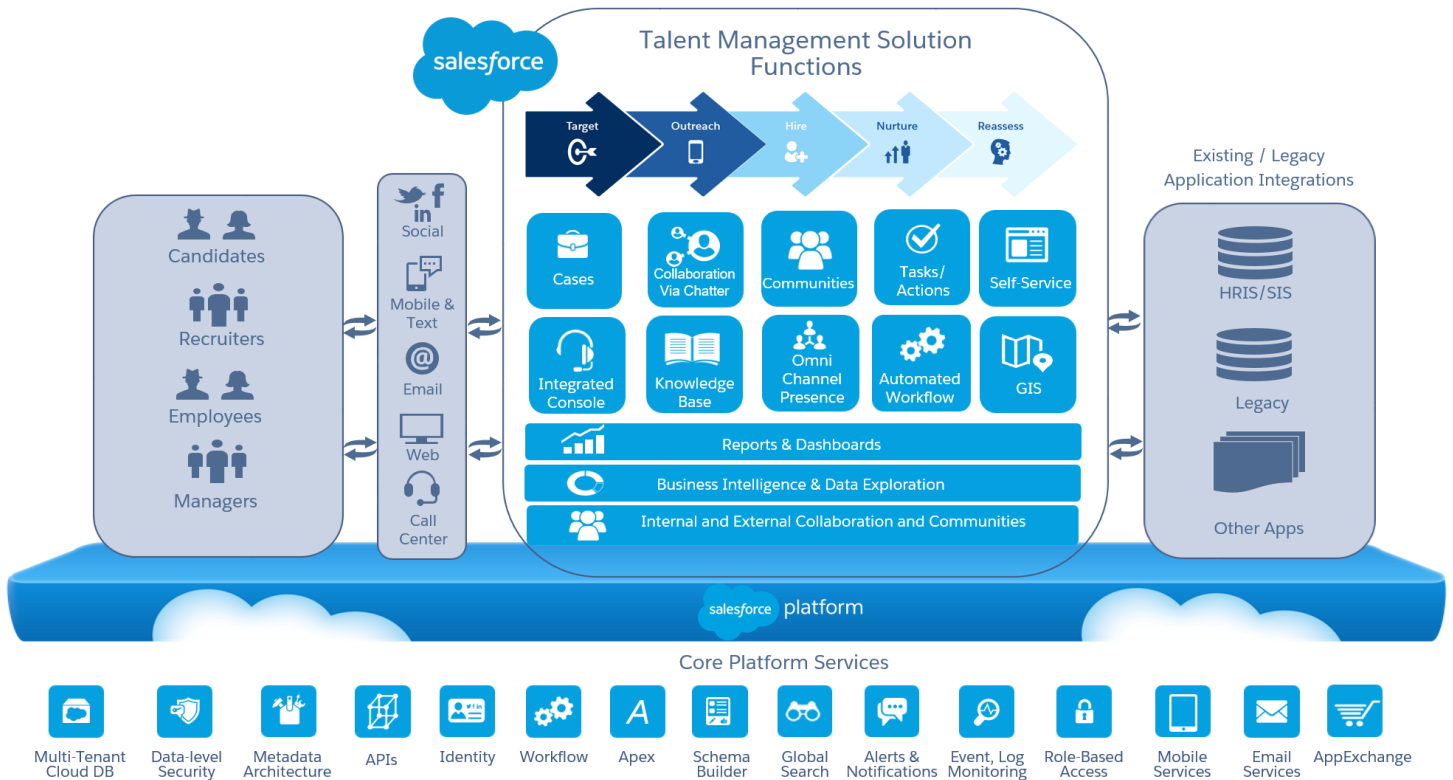 salesforce
Talent Management Solution
Functions
Target
Outreach
Hire
Nurture
Reassess
Candidates
Recruiters
Employees
Managers
in
Social
Mobile &
Text
@
Email
Web
Call
Center
Cases
Collaboration
Via Chatter
Communities
Tasks/
Actions
Self-Service
Integrated
Console
Knowledge
Base
Omni
Channel
Presence
Automated
Workflow
GIS
Reports & Dashboards
Business Intelligence & Data Exploration
Internal and External Collaboration and Communities
Existing / Legacy
Application Integrations
HRIS/SIS
Legacy
Other Apps
salesforce platform
Core Platform Services
Multi-Tenant
Cloud DB
Data-level
Security
Metadata
Architecture
APIs
Identity
Workflow
A
Apex
Schema
Builder
Global
Search
Alerts &
Notifications
Event, Log
Monitoring
Role-Based
Access
Mobile
Services
Email
Services
AppExchange